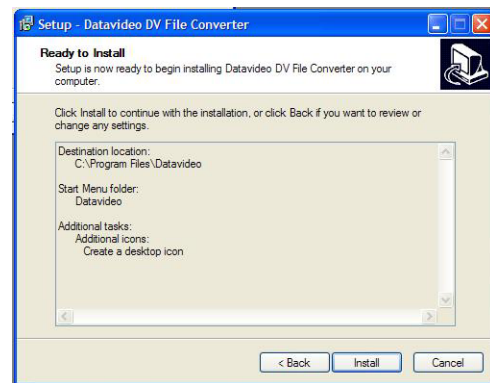 Setup - Datavideo DV File Converter
Ready to Install
Setup is now ready to begin installing Datavideo DV File Converter on your
computer.
Click Install to continue with the installation, or click Back if you want to review or
change any settings.
Destination location:
C:\Program Files\Datavideo
Start Menu folder:
Datavideo
Additional tasks:
Additional icons:
Create a desktop icon
< Back
Install
Cancel